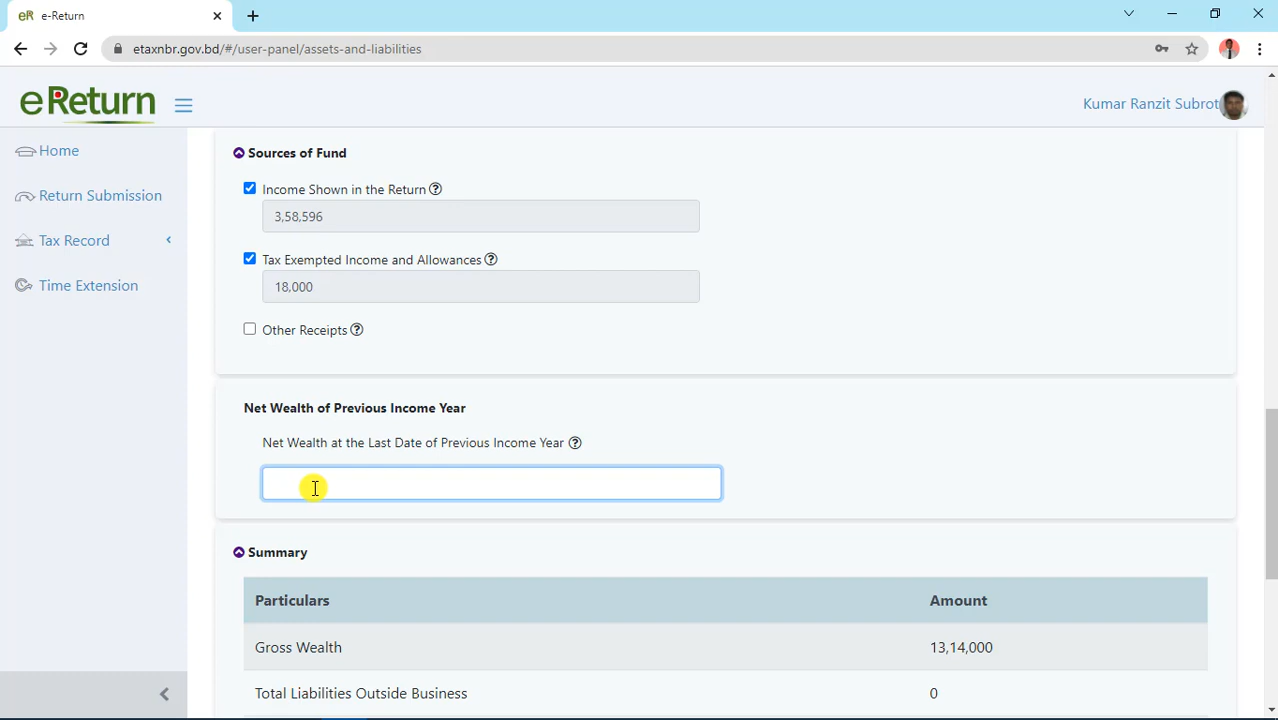 eR e-Return
etaxnbr.gov.bd/#/user-panel/assets-and-liabilities
eReturn
Kumar Ranzit Subrot
Home
Return Submission
Tax Record
Time Extension
Sources of Fund
Income Shown in the Return ?
3,58,596
Tax Exempted Income and Allowances ?
18,000
Other Receipts ?
Net Wealth of Previous Income Year
Net Wealth at the Last Date of Previous Income Year ?
Summary
Particulars Amount
Gross Wealth 13,14,000
Total Liabilities Outside Business 0